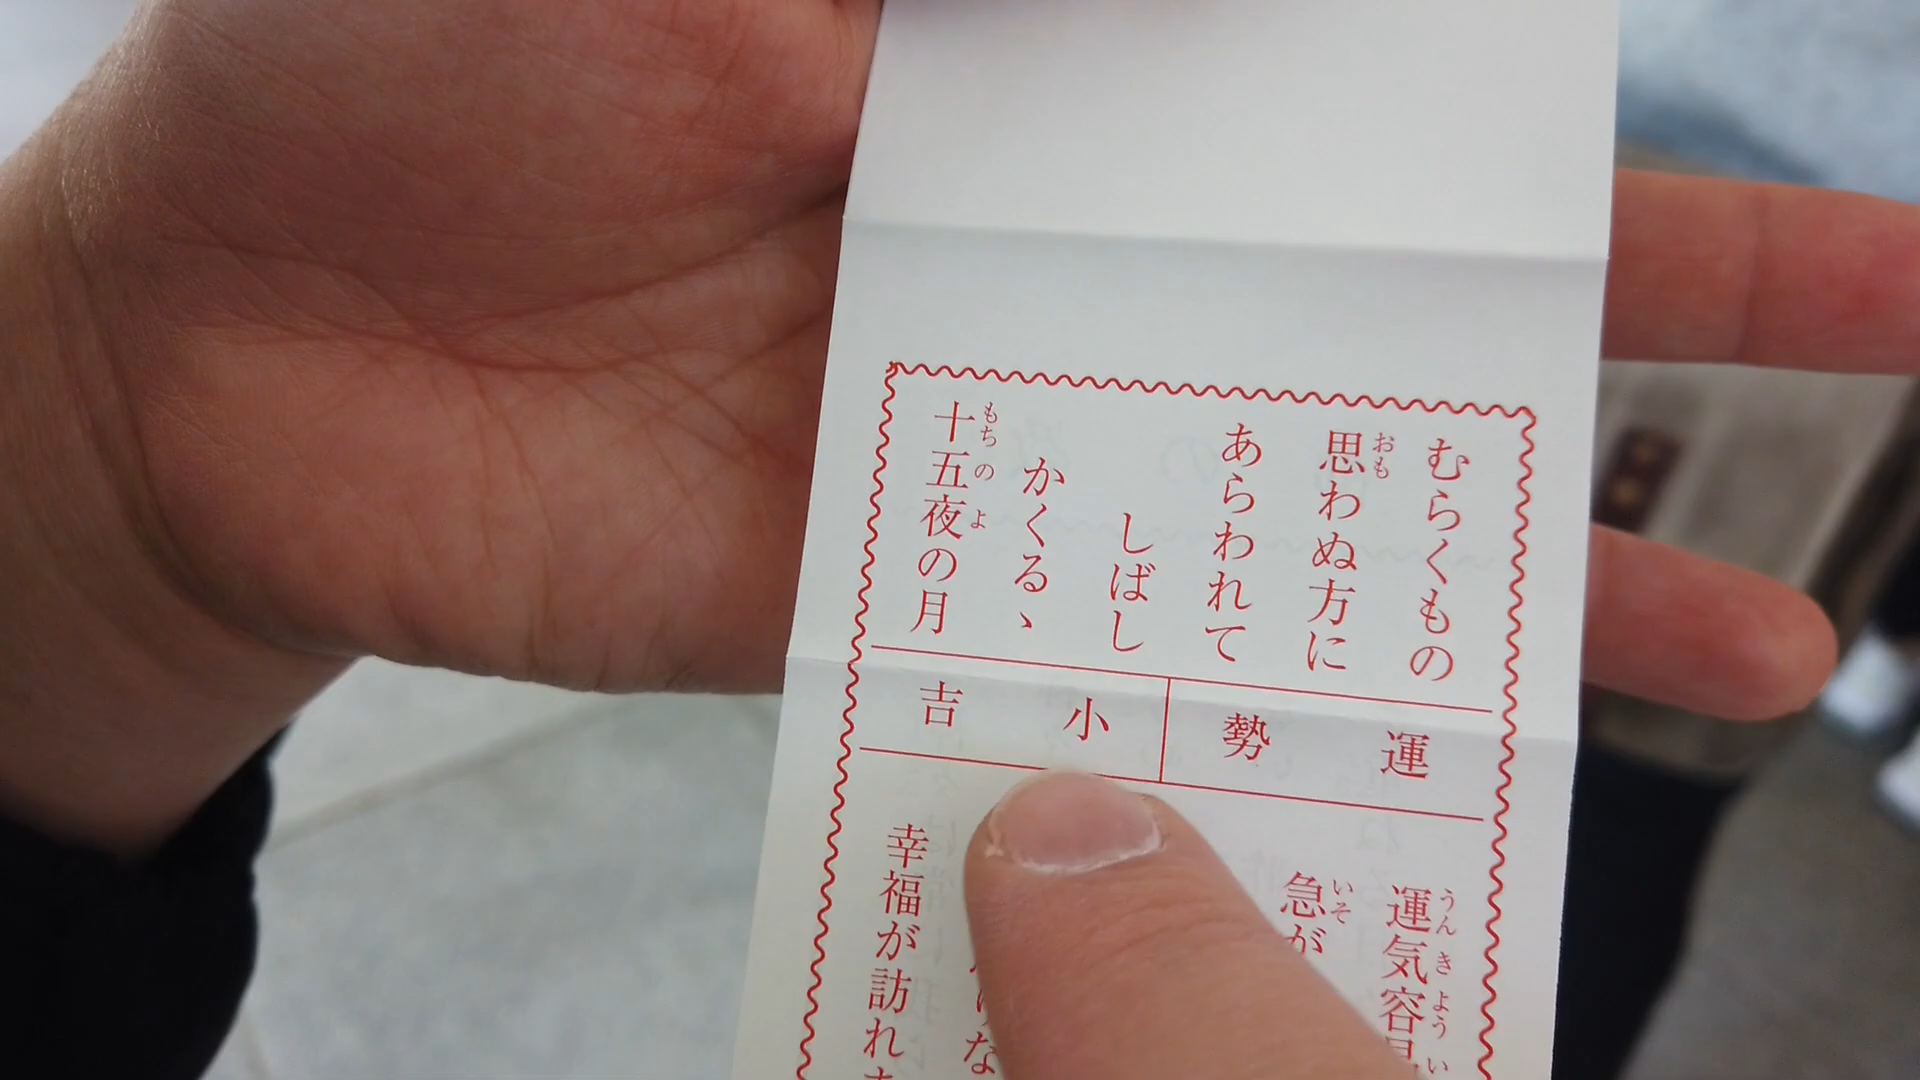 むらくもの
思わぬ方に
あらわれて
しばし
かくるゝ
十五夜の月
運勢
小吉
運気容
急が
幸福が訪れ